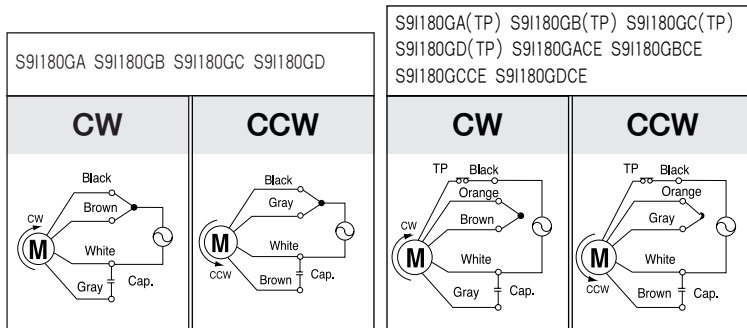 S9I180GA S9I180GB S9I180GC S9I180GD
CW
CCW
Black
CW
Brown
M
White
Gray
Cap.
Black
Gray
M
White
CCW
Brown
Cap.
S9I180GA(TP) S9I180GB(TP) S9I180GC(TP)
S9I180GD(TP) S9I180GACE S9I180GBCE
S9I180GCCE S9I180GDCE
CW
CCW
TP Black
Orange
CW
Brown
M
White
Gray
Cap.
TP Black
Orange
Gray
M
White
CCW
Brown
Cap.